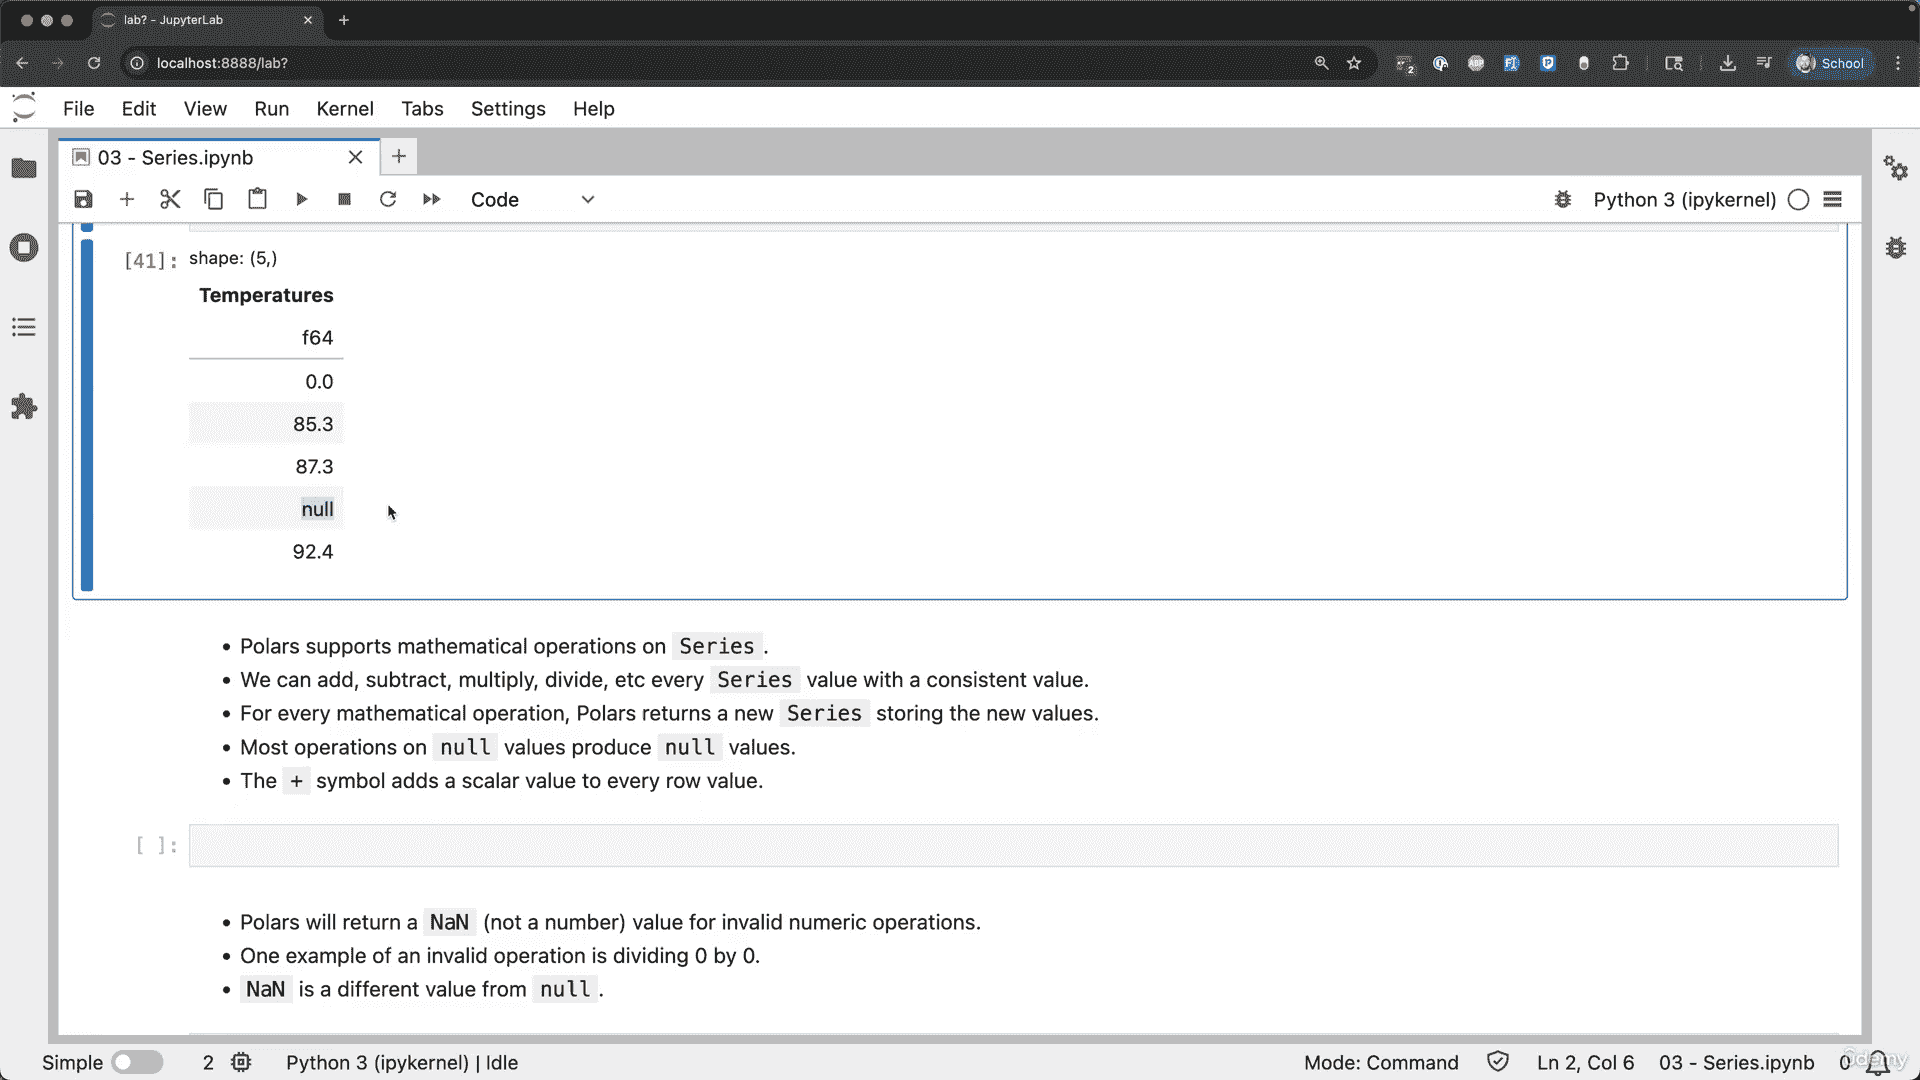 lab? - JupyterLab
localhost:8888/lab?
2
ABP
School
File Edit View Run Kernel Tabs Settings Help
03 - Series.ipynb
Code
Python 3 (ipykernel)
[41]: shape: (5,)
Temperatures
f64
0.0
85.3
87.3
null
92.4
• Polars supports mathematical operations on Series .
• We can add, subtract, multiply, divide, etc every Series value with a consistent value.
• For every mathematical operation, Polars returns a new Series storing the new values.
• Most operations on null values produce null values.
• The + symbol adds a scalar value to every row value.
[ ]:
• Polars will return a NaN (not a number) value for invalid numeric operations.
• One example of an invalid operation is dividing 0 by 0.
• NaN is a different value from null .
Simple 2 Python 3 (ipykernel) | Idle Mode: Command Ln 2, Col 6 03 - Series.ipynb 0
Udemy